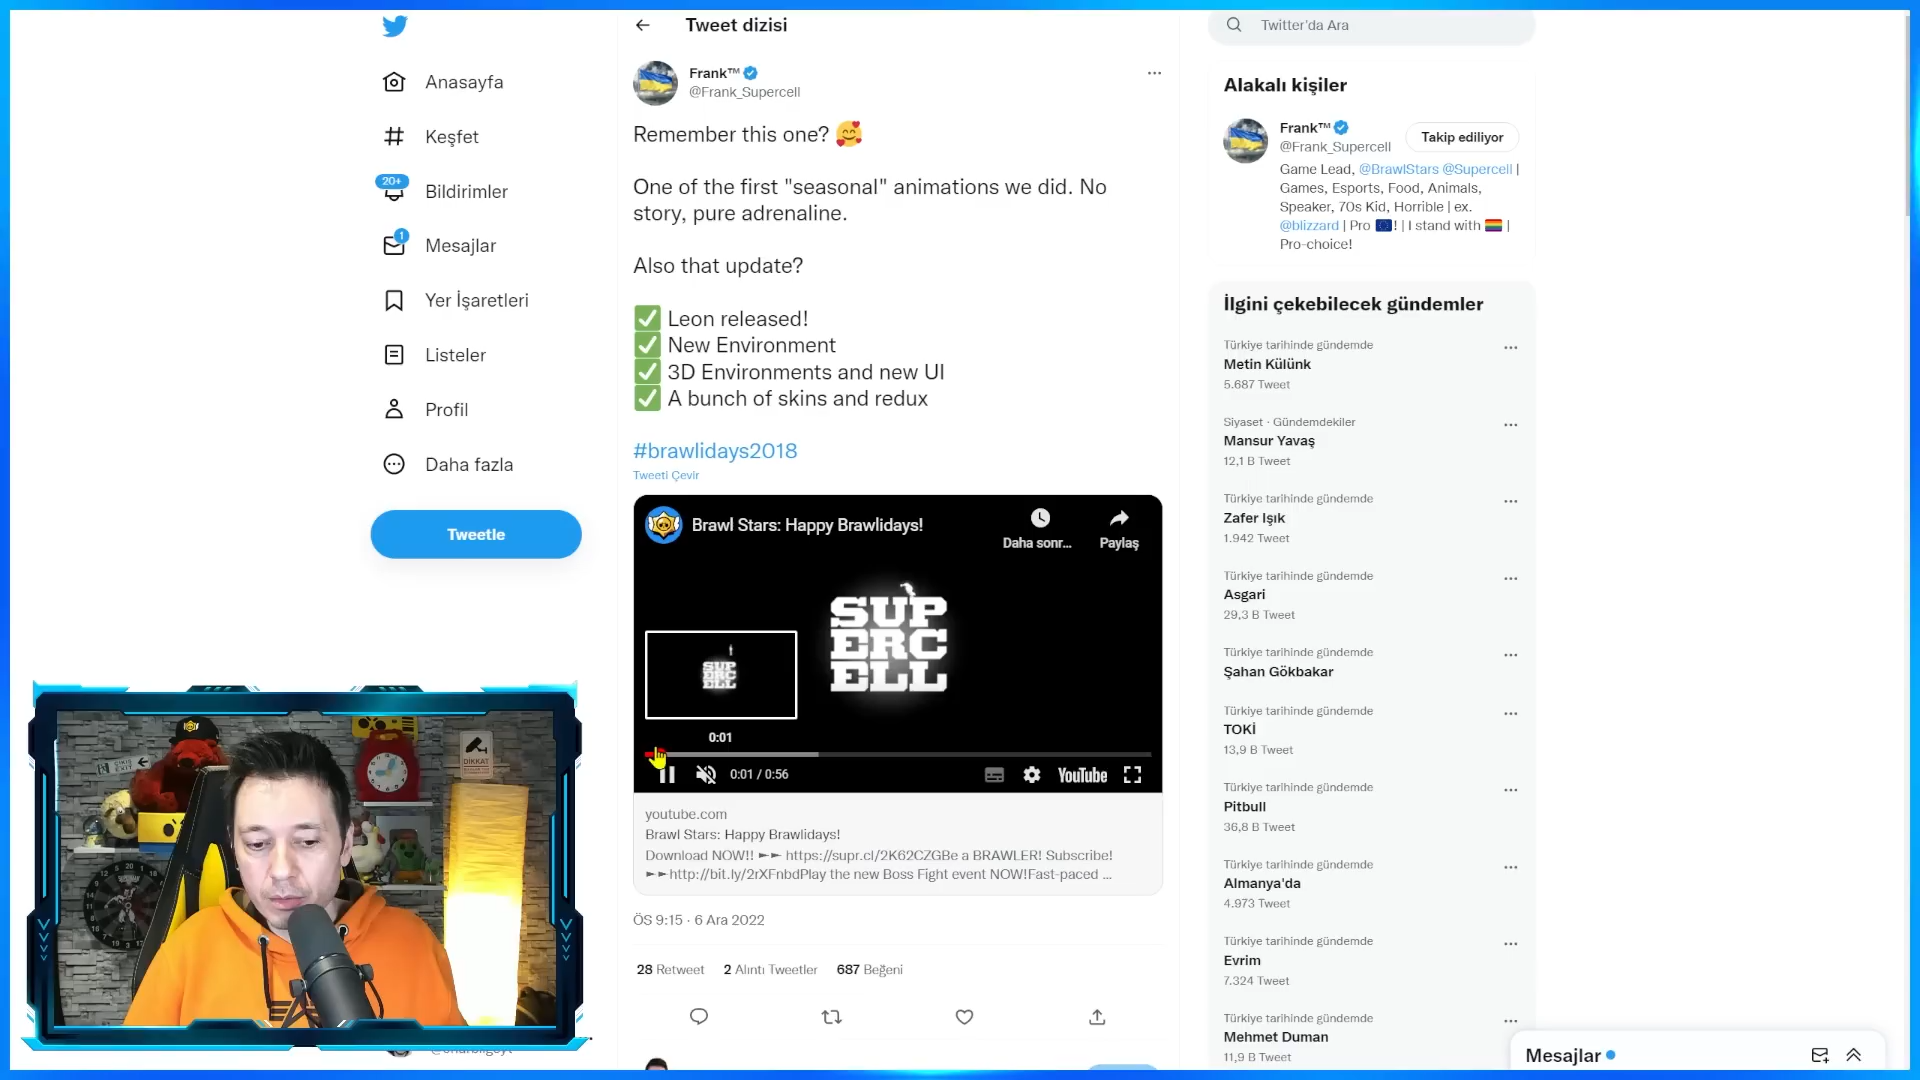 Anasayfa
Keşfet
20+
Bildirimler
1
Mesajlar
Yer İşaretleri
Listeler
Profil
Daha fazla
Tweetle
Tweet dizisi
Frank™
@Frank_Supercell
Remember this one? 🥰
One of the first "seasonal" animations we did. No
story, pure adrenaline.
Also that update?
✅ Leon released!
✅ New Environment
✅ 3D Environments and new UI
✅ A bunch of skins and redux
#brawlidays2018
Tweeti Çevir
Brawl Stars: Happy Brawlidays!
Daha sonr...
Paylaş
SUP
ERC
ELL
SUP
ERC
ELL
0:01
0:01 / 0:56
YouTube
youtube.com
Brawl Stars: Happy Brawlidays!
Download NOW!! ►► https://supr.cl/2K62CZGBe a BRAWLER! Subscribe!
►►http://bit.ly/2rXFnbdPlay the new Boss Fight event NOW!Fast-paced ...
ÖS 9:15 · 6 Ara 2022
28 Retweet 2 Alıntı Tweetler 687 Beğeni
Twitter'da Ara
Alakalı kişiler
Frank™
@Frank_Supercell
Takip ediliyor
Game Lead, @BrawlStars @Supercell |
Games, Esports, Food, Animals,
Speaker, 70s Kid, Horrible | ex.
@blizzard | Pro 🇪🇺! | I stand with 🏳️‍🌈 |
Pro-choice!
İlgini çekebilecek gündemler
Türkiye tarihinde gündemde
Metin Külünk
5.687 Tweet
Siyaset · Gündemdekiler
Mansur Yavaş
12,1 B Tweet
Türkiye tarihinde gündemde
Zafer Işık
1.942 Tweet
Türkiye tarihinde gündemde
Asgari
29,3 B Tweet
Türkiye tarihinde gündemde
Şahan Gökbakar
Türkiye tarihinde gündemde
TOKİ
13,9 B Tweet
Türkiye tarihinde gündemde
Pitbull
36,8 B Tweet
Türkiye tarihinde gündemde
Almanya'da
4.973 Tweet
Türkiye tarihinde gündemde
Evrim
7.324 Tweet
Türkiye tarihinde gündemde
Mehmet Duman
11,9 B Tweet
Mesajlar
DİKKAT